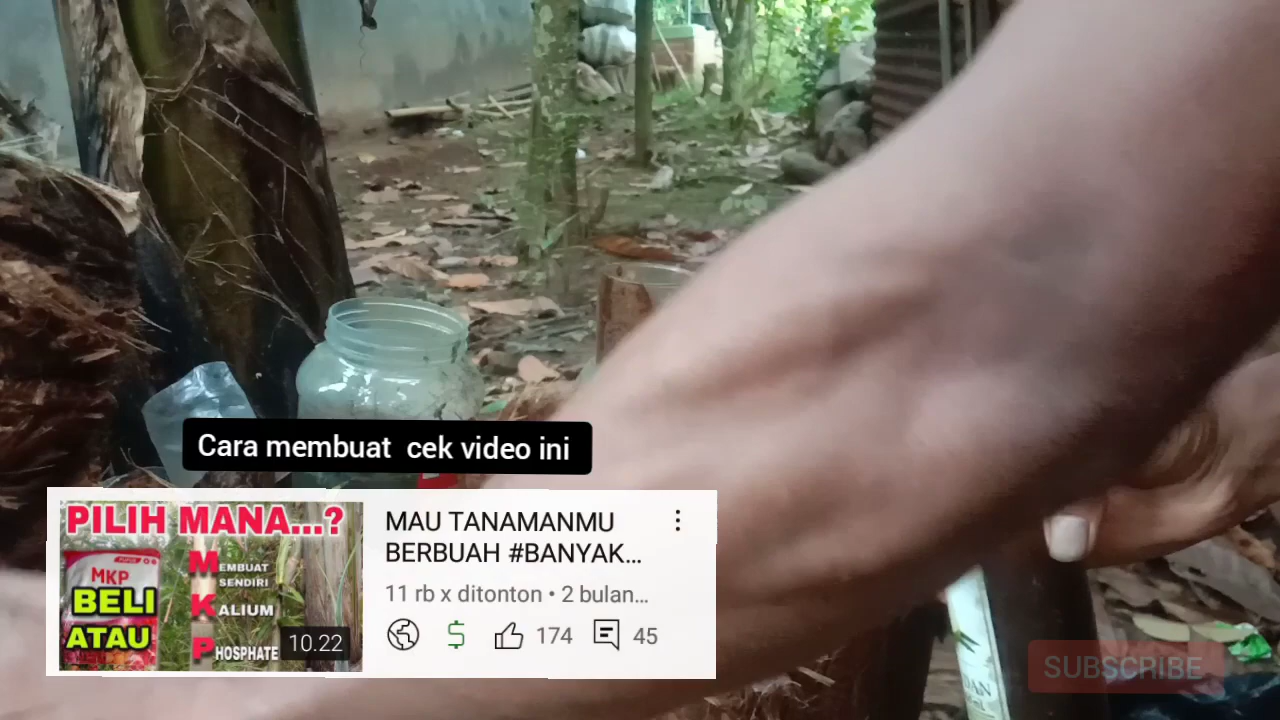 Cara membuat cek video ini
PILIH MANA...?
MKP
BELI
ATAU
MEMBUAT
SENDIRI
KALIUM
PHOSPHATE
10.22
MAU TANAMANMU
BERBUAH #BANYAK...
11 rb x ditonton • 2 bulan...
174
45
SUBSCRIBE